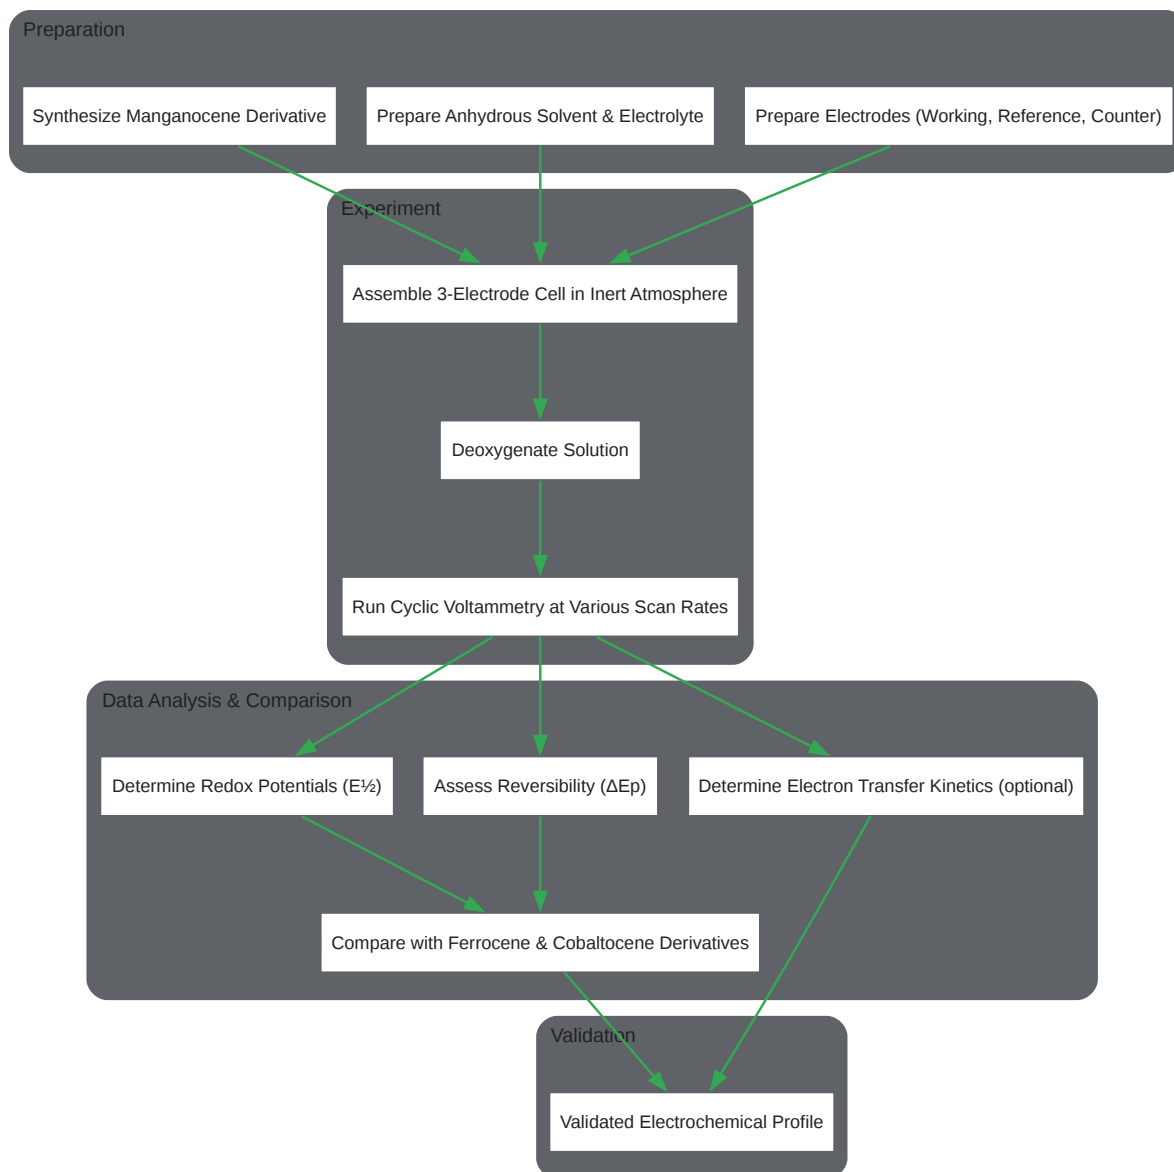 Preparation
Synthesize Manganocene Derivative
Prepare Anhydrous Solvent & Electrolyte
Prepare Electrodes (Working, Reference, Counter)
Experiment
Assemble 3-Electrode Cell in Inert Atmosphere
Deoxygenate Solution
Run Cyclic Voltammetry at Various Scan Rates
Data Analysis & Comparison
Determine Redox Potentials (E½)
Assess Reversibility (ΔEp)
Determine Electron Transfer Kinetics (optional)
Compare with Ferrocene & Cobaltocene Derivatives
Validation
Validated Electrochemical Profile